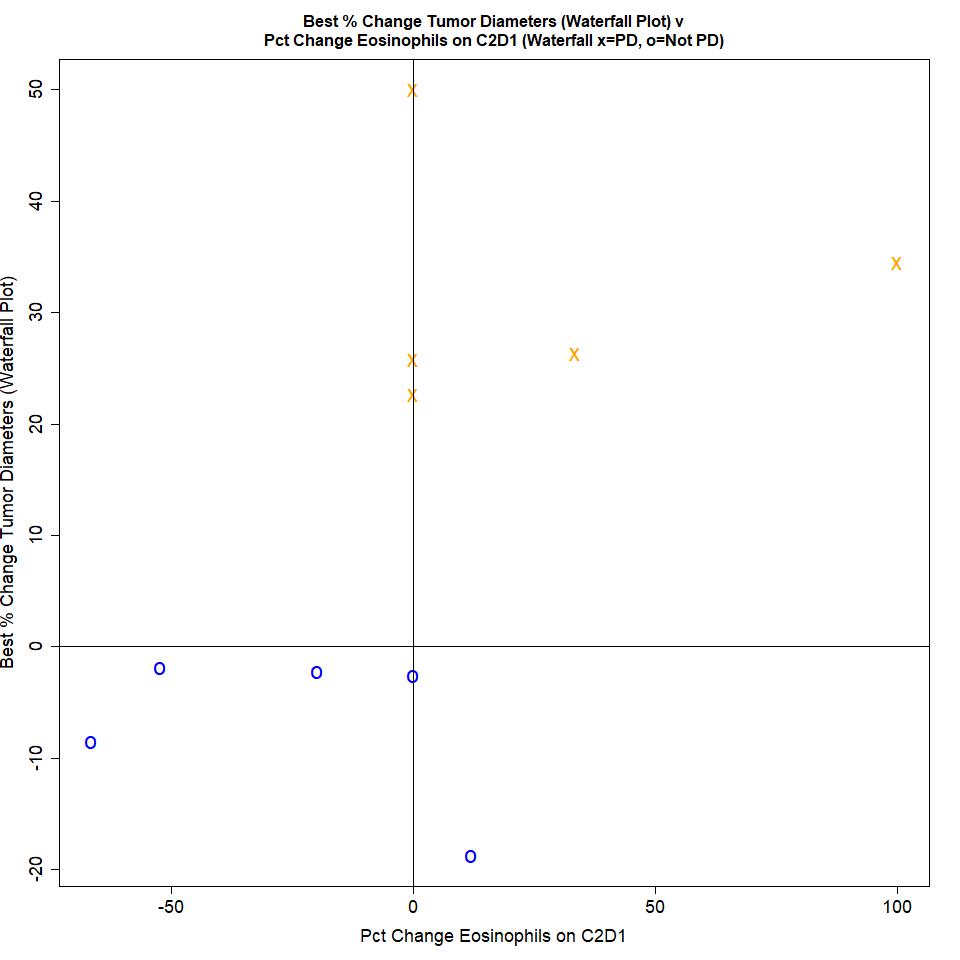 Best % Change Tumor Diameters (Waterfall Plot) v
Pct Change Eosinophils on C2D1 (Waterfall x=PD, o=Not PD)
Best % Change Tumor Diameters (Waterfall Plot)
50
40
30
20
10
0
-10
-20
X
X
X
X
X
O
O
O
O
O
-50
0
50
100
Pct Change Eosinophils on C2D1